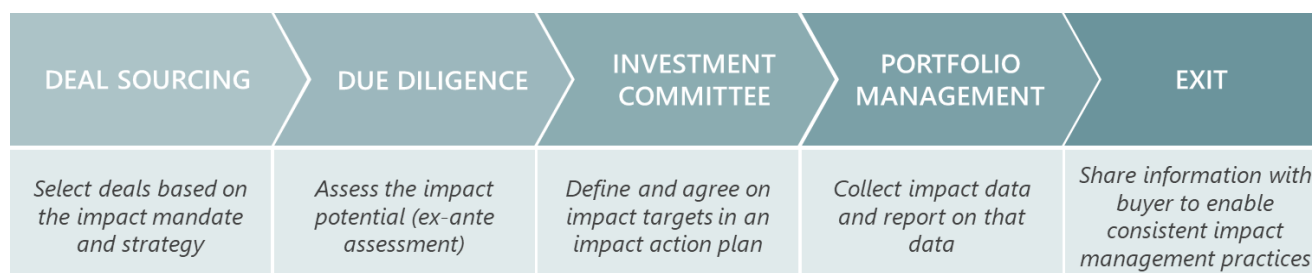 DEAL SOURCING
DUE DILIGENCE
INVESTMENT
COMMITTEE
PORTFOLIO
MANAGEMENT
EXIT
Select deals based on
the impact mandate
and strategy
Assess the impact
potential (ex-ante
assessment)
Define and agree on
impact targets in an
impact action plan
Collect impact data
and report on that
data
Share information with
buyer to enable
consistent impact
management practices